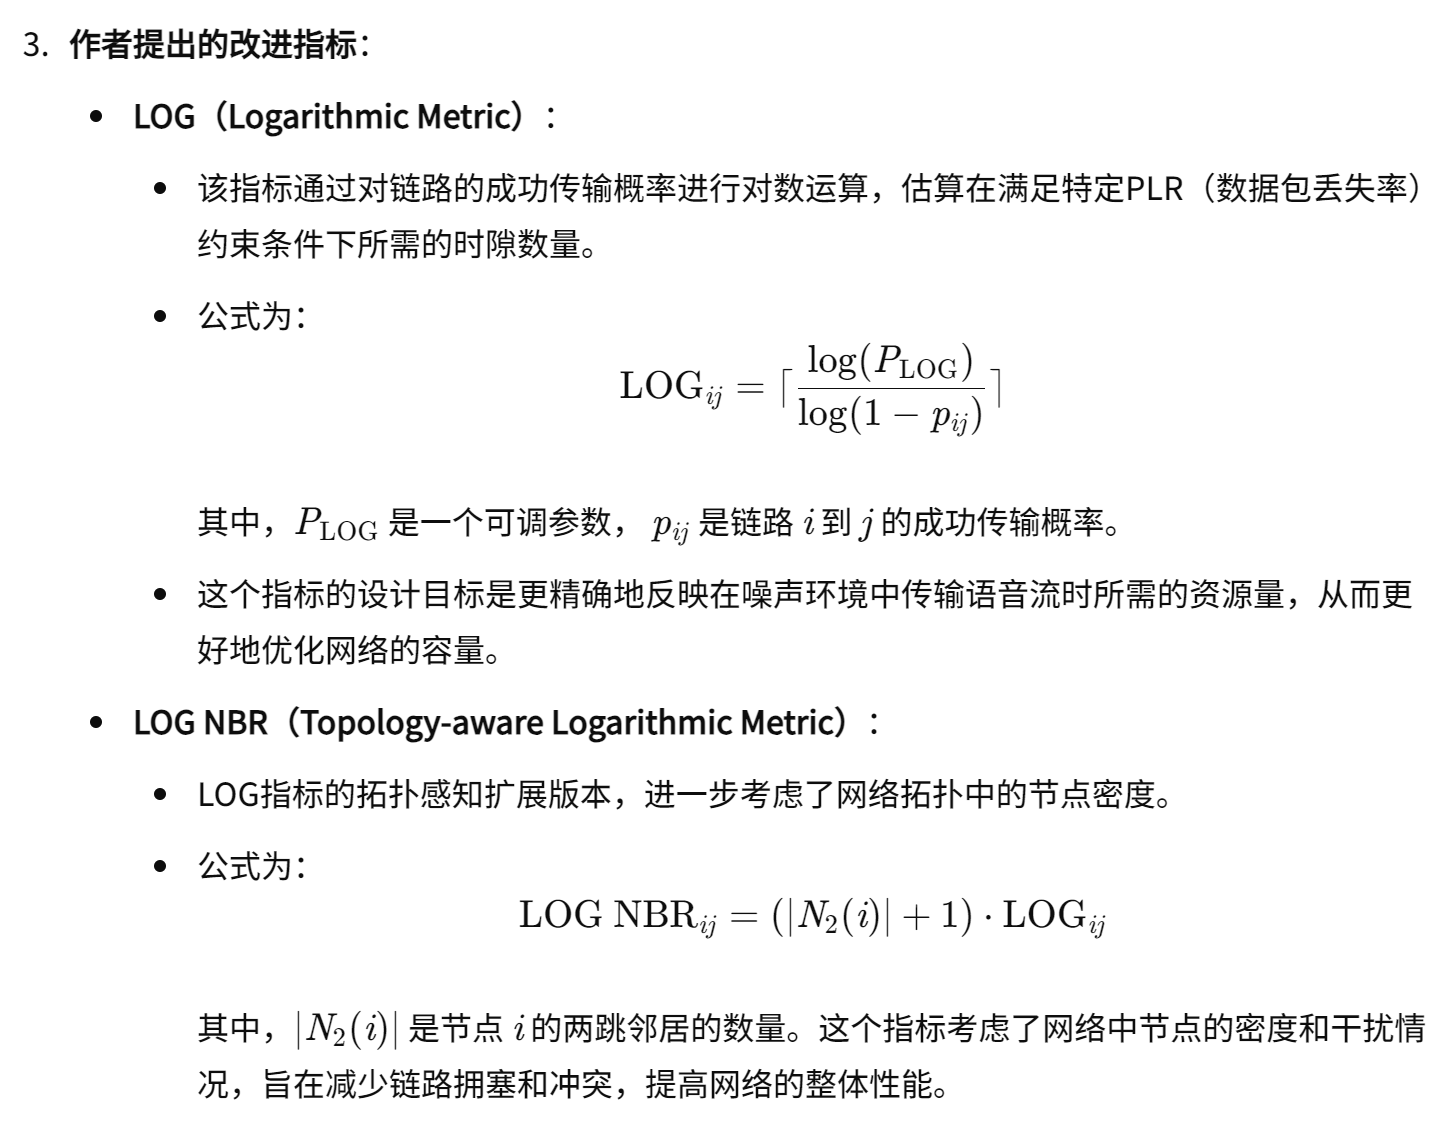 3. 作者提出的改进指标：
• LOG（Logarithmic Metric）：
• 该指标通过对链路的成功传输概率进行对数运算，估算在满足特定PLR（数据包丢失率）
约束条件下所需的时隙数量。
• 公式为：
LOG_{ij} = ⌈ \frac{log(P_{LOG})}{log(1 − p_{ij})} ⌉
其中，P_{LOG} 是一个可调参数， p_{ij} 是链路 i 到 j 的成功传输概率。
• 这个指标的设计目标是更精确地反映在噪声环境中传输语音流时所需的资源量，从而更
好地优化网络的容量。
• LOG NBR（Topology-aware Logarithmic Metric）：
• LOG指标的拓扑感知扩展版本，进一步考虑了网络拓扑中的节点密度。
• 公式为：
LOG NBR_{ij} = (|N_2(i)| + 1) · LOG_{ij}
其中，|N_2(i)| 是节点 i 的两跳邻居的数量。这个指标考虑了网络中节点的密度和干扰情
况，旨在减少链路拥塞和冲突，提高网络的整体性能。